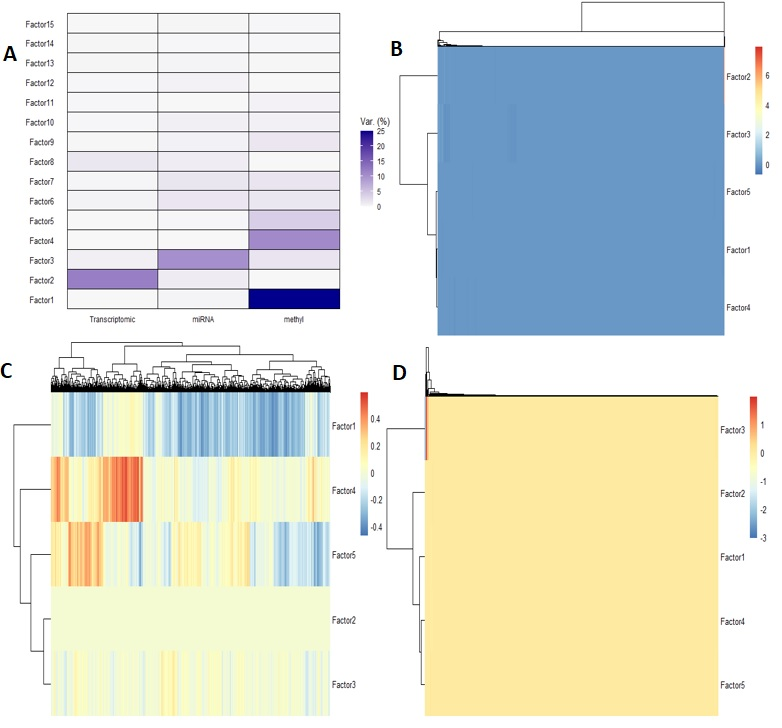 A
Factor15
Factor14
Factor13
Factor12
Factor11
Factor10
Factor9
Factor8
Factor7
Factor6
Factor5
Factor4
Factor3
Factor2
Factor1
Transcriptomic miRNA methyl
Var. (%)
25
20
15
10
5
0
B
Factor2
Factor3
Factor5
Factor1
Factor4
6
4
2
0
C
Factor1
Factor4
Factor5
Factor2
Factor3
0.4
0.2
0
-0.2
-0.4
D
Factor3
Factor2
Factor1
Factor4
Factor5
1
0
-1
-2
-3